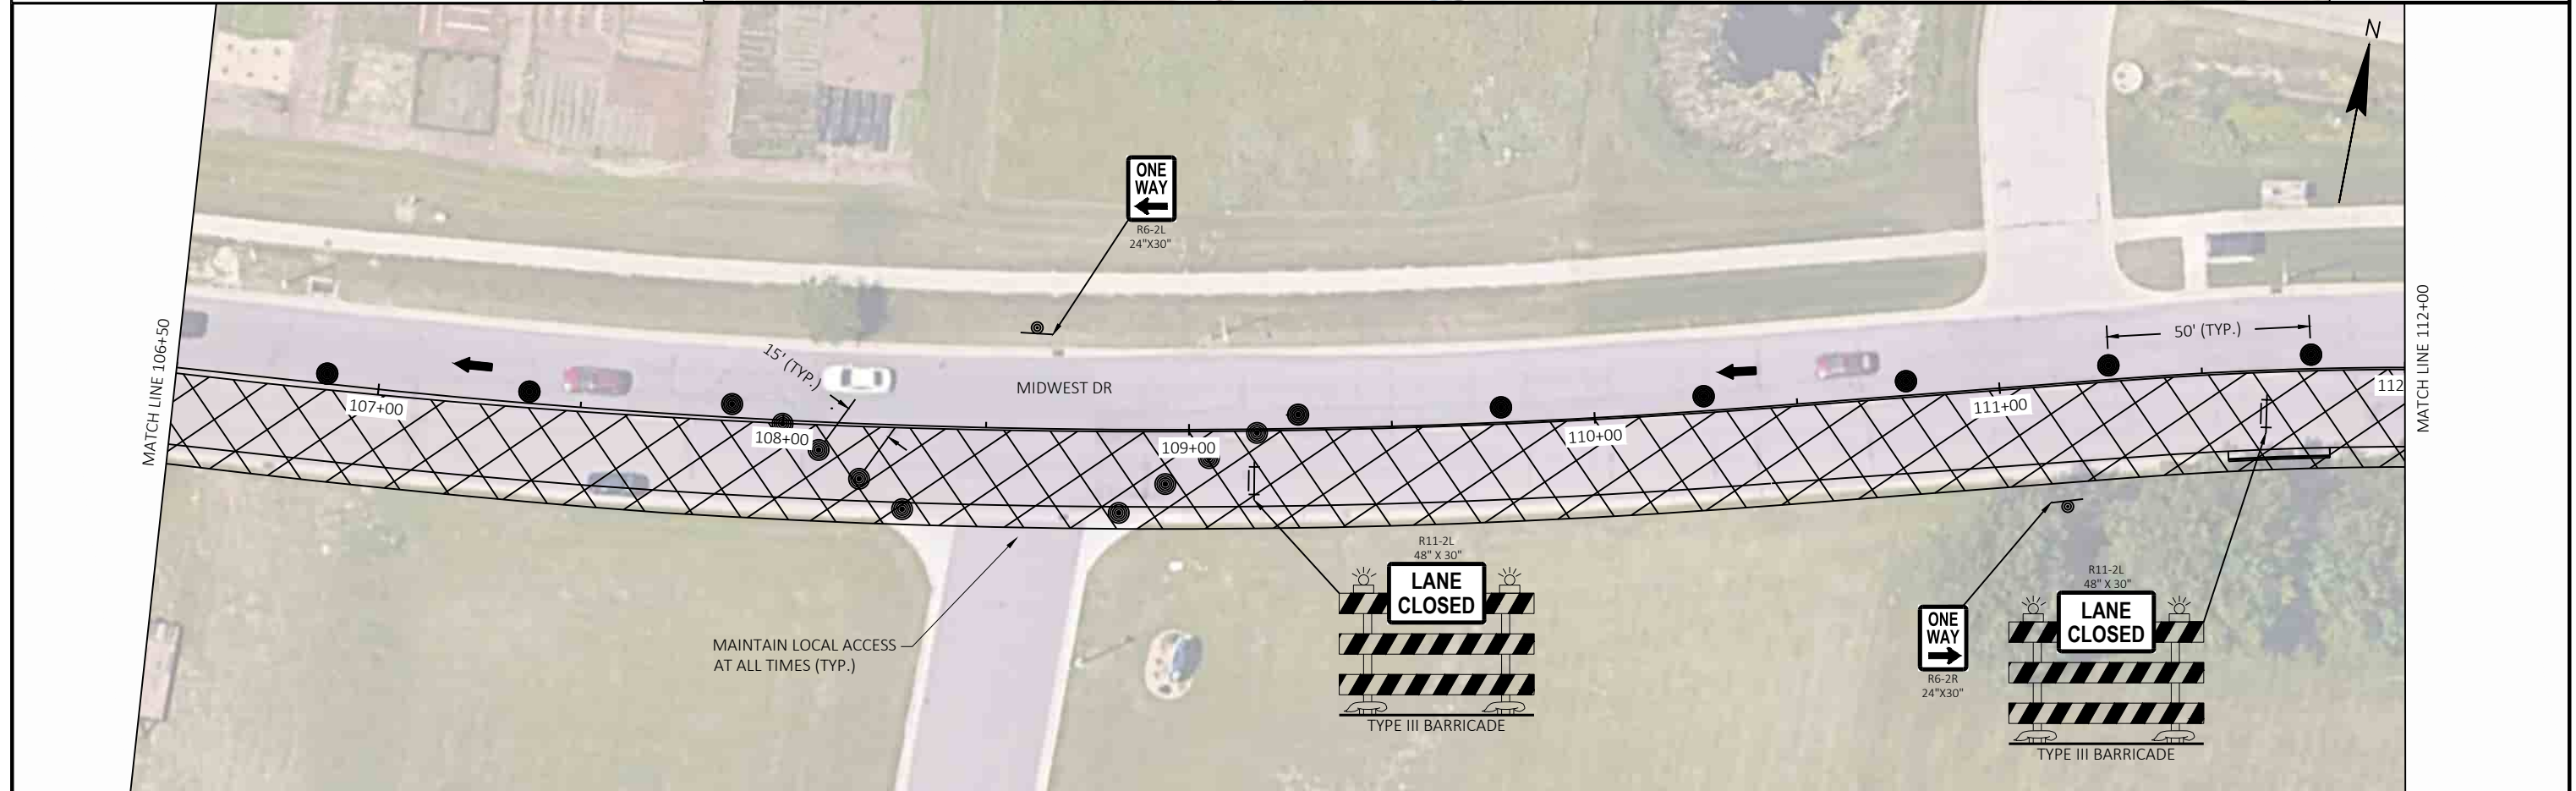 N
ONE
WAY
R6-2L
24"X30"
MATCH LINE 106+50
MATCH LINE 112+00
50' (TYP.)
15' (TYP.)
MIDWEST DR
107+00
108+00
109+00
110+00
111+00
112
R11-2L
48" X 30"
LANE
CLOSED
TYPE III BARRICADE
MAINTAIN LOCAL ACCESS
AT ALL TIMES (TYP.)
ONE
WAY
R6-2R
24"X30"
R11-2L
48" X 30"
LANE
CLOSED
TYPE III BARRICADE